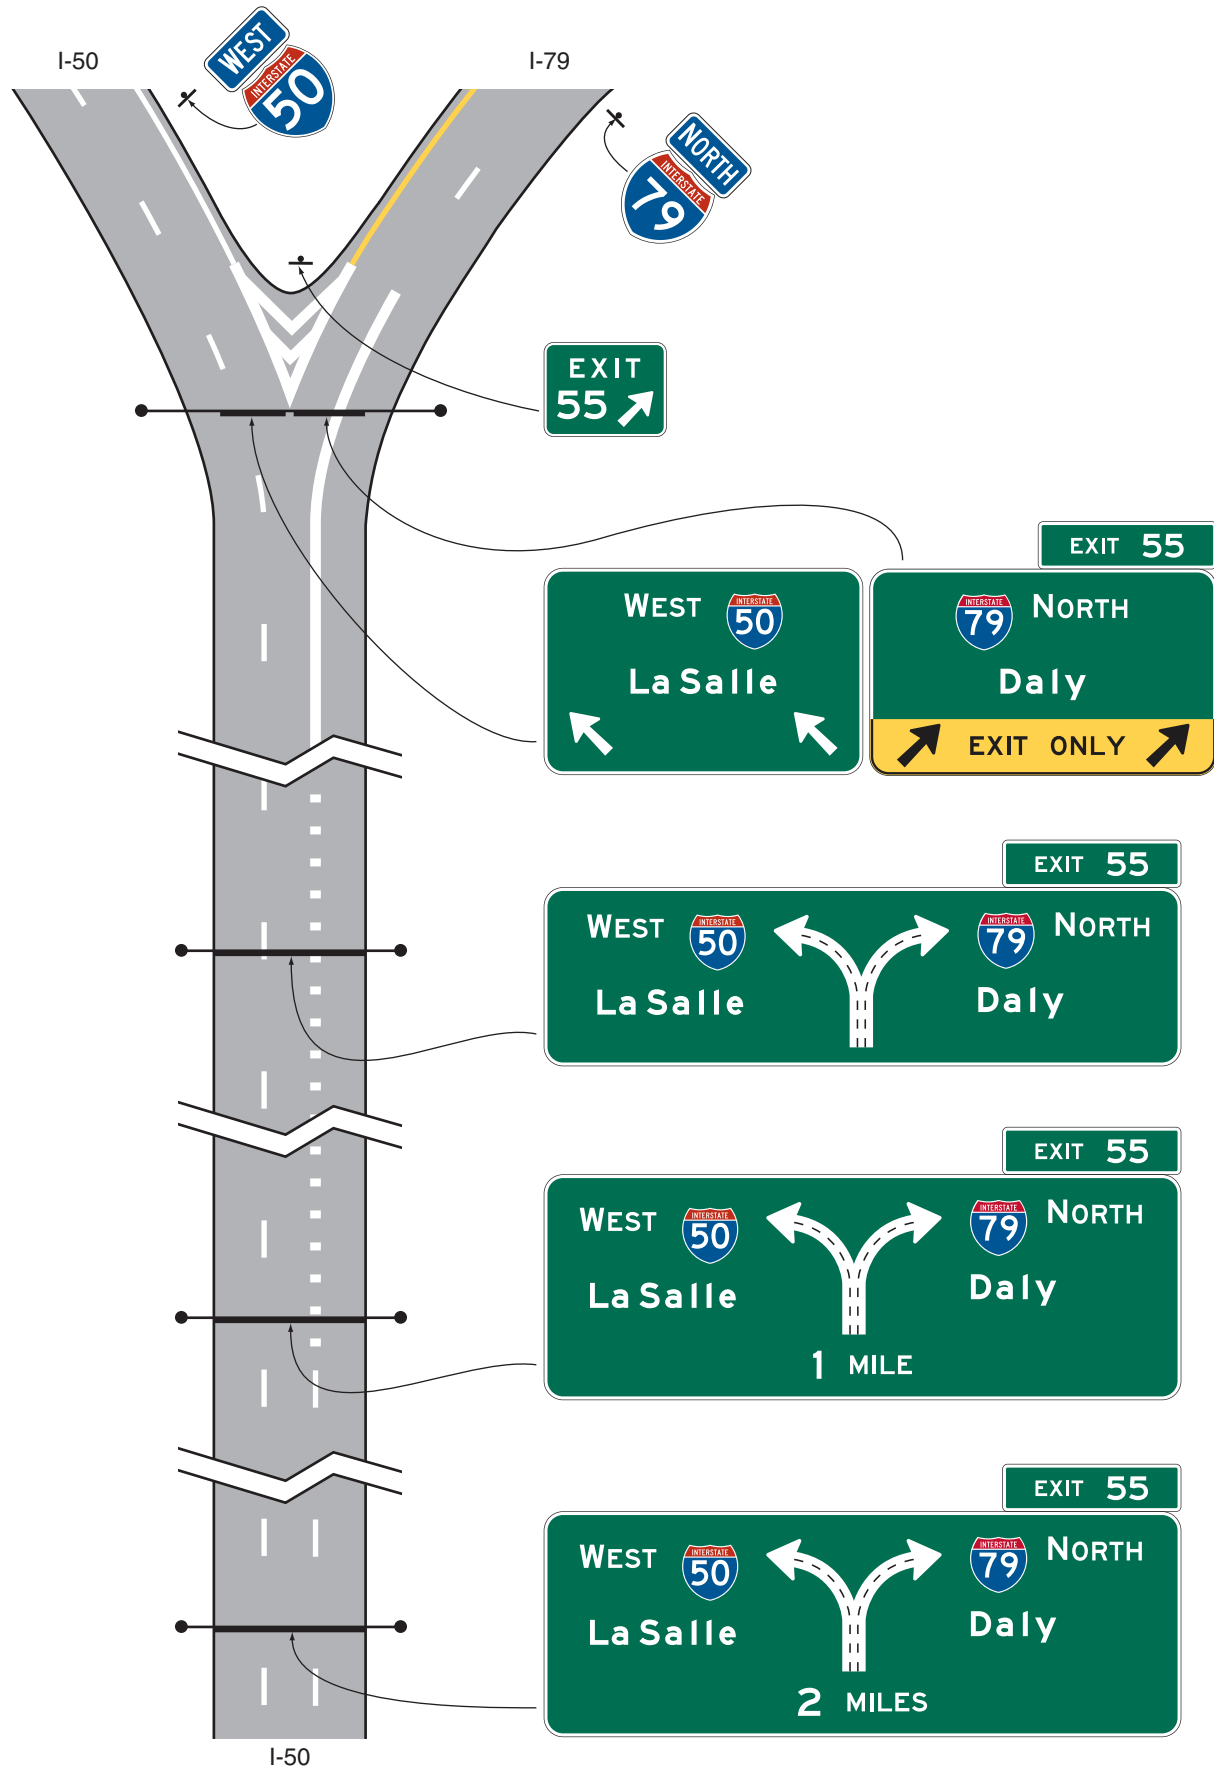 I-50
WEST
INTERSTATE
50
I-79
NORTH
INTERSTATE
79
EXIT
55
EXIT 55
WEST INTERSTATE 50
La Salle
INTERSTATE 79 NORTH
Daly
EXIT ONLY
EXIT 55
WEST INTERSTATE 50
La Salle
INTERSTATE 79 NORTH
Daly
EXIT 55
WEST INTERSTATE 50
La Salle
INTERSTATE 79 NORTH
Daly
1 MILE
EXIT 55
WEST INTERSTATE 50
La Salle
INTERSTATE 79 NORTH
Daly
2 MILES
I-50